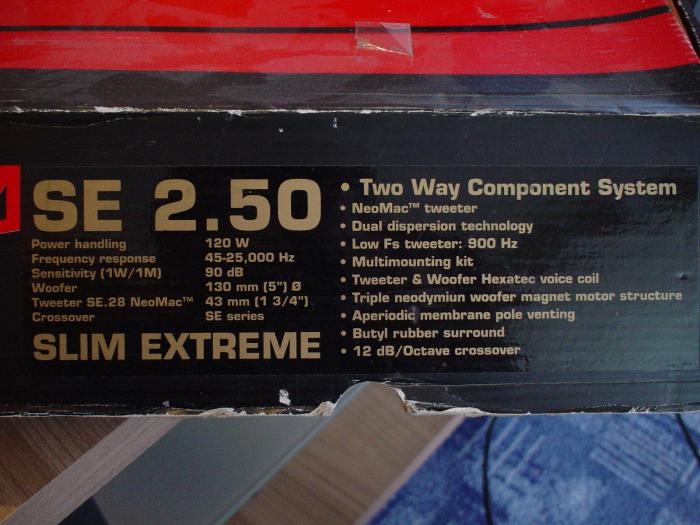 SE 2.50
Power handling 120 W
Frequency response 45-25,000 Hz
Sensitivity (1W/1M) 90 dB
Woofer 130 mm (5") Ø
Tweeter SE.28 NeoMac™ 43 mm (1 3/4")
Crossover SE series
SLIM EXTREME
• Two Way Component System
• NeoMac™ tweeter
• Dual dispersion technology
• Low Fs tweeter: 900 Hz
• Multimounting kit
• Tweeter & Woofer Hexatec voice coil
• Triple neodymiun woofer magnet motor structure
• Aperiodic membrane pole venting
• Butyl rubber surround
• 12 dB/Octave crossover